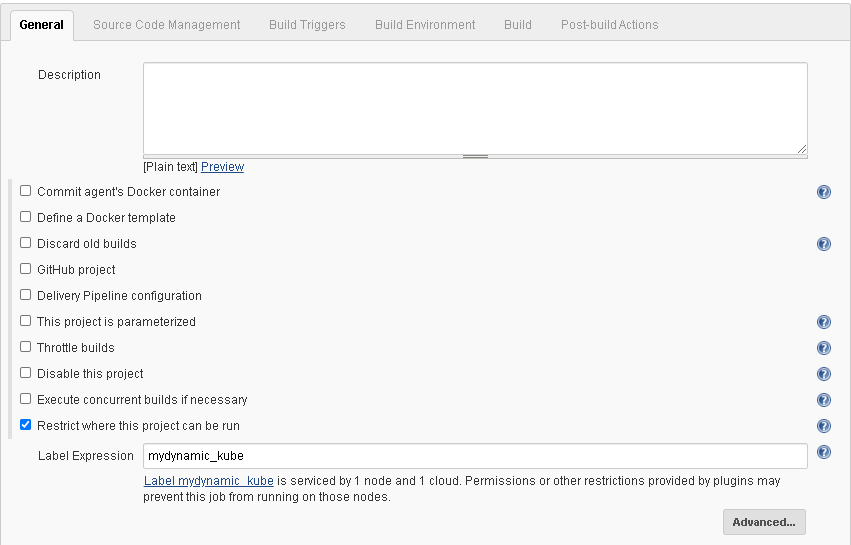 General Source Code Management Build Triggers Build Environment Build Post-build Actions
Description
[Plain text] Preview
Commit agent's Docker container
Define a Docker template
Discard old builds
GitHub project
Delivery Pipeline configuration
This project is parameterized
Throttle builds
Disable this project
Execute concurrent builds if necessary
Restrict where this project can be run
Label Expression mydynamic_kube
Label mydynamic_kube is serviced by 1 node and 1 cloud. Permissions or other restrictions provided by plugins may
prevent this job from running on those nodes.
Advanced...